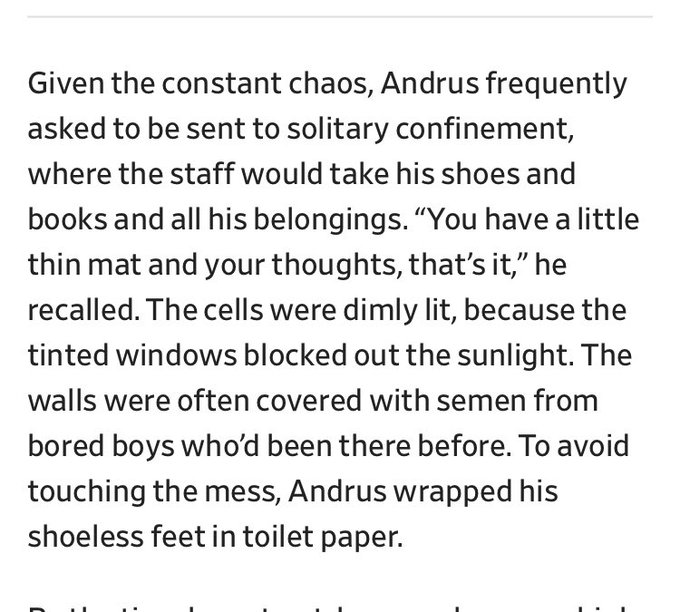 Given the constant chaos, Andrus frequently
asked to be sent to solitary confinement,
where the staff would take his shoes and
books and all his belongings. “You have a little
thin mat and your thoughts, that’s it,” he
recalled. The cells were dimly lit, because the
tinted windows blocked out the sunlight. The
walls were often covered with semen from
bored boys who’d been there before. To avoid
touching the mess, Andrus wrapped his
shoeless feet in toilet paper.